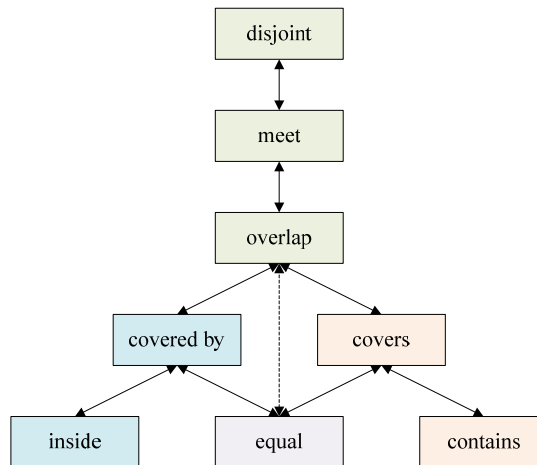 disjoint
meet
overlap
covered by
covers
inside
equal
contains